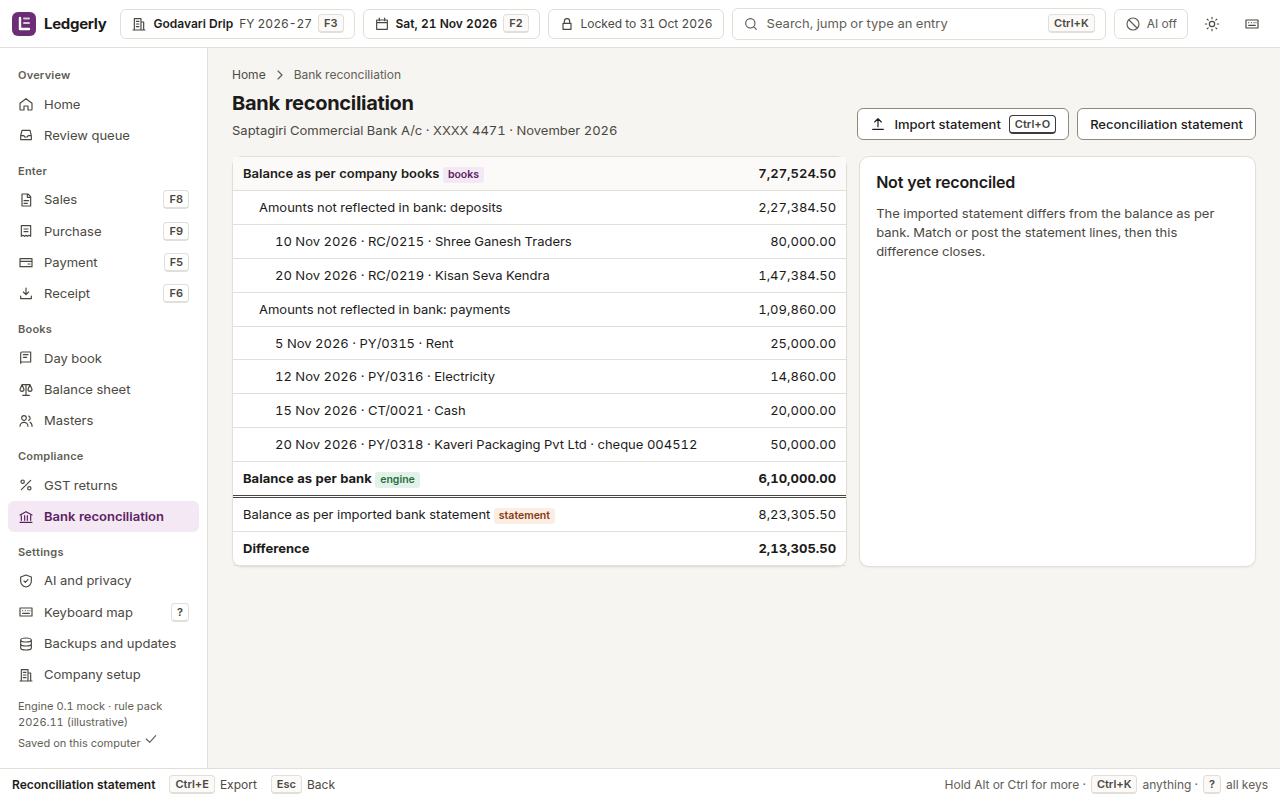 Ledgerly
Godavari Drip FY 2026-27 F3
Sat, 21 Nov 2026 F2
Locked to 31 Oct 2026
Search, jump or type an entry Ctrl+K
AI off
Overview
Home
Review queue
Enter
Sales F8
Purchase F9
Payment F5
Receipt F6
Books
Day book
Balance sheet
Masters
Compliance
GST returns
Bank reconciliation
Settings
AI and privacy
Keyboard map ?
Backups and updates
Company setup
Engine 0.1 mock · rule pack
2026.11 (illustrative)
Saved on this computer
Home > Bank reconciliation
Bank reconciliation
Saptagiri Commercial Bank A/c · XXXX 4471 · November 2026
Import statement Ctrl+O
Reconciliation statement
Balance as per company books books 7,27,524.50
Amounts not reflected in bank: deposits 2,27,384.50
10 Nov 2026 · RC/0215 · Shree Ganesh Traders 80,000.00
20 Nov 2026 · RC/0219 · Kisan Seva Kendra 1,47,384.50
Amounts not reflected in bank: payments 1,09,860.00
5 Nov 2026 · PY/0315 · Rent 25,000.00
12 Nov 2026 · PY/0316 · Electricity 14,860.00
15 Nov 2026 · CT/0021 · Cash 20,000.00
20 Nov 2026 · PY/0318 · Kaveri Packaging Pvt Ltd · cheque 004512 50,000.00
Balance as per bank engine 6,10,000.00
Balance as per imported bank statement statement 8,23,305.50
Difference 2,13,305.50
Not yet reconciled
The imported statement differs from the balance as per
bank. Match or post the statement lines, then this
difference closes.
Reconciliation statement Ctrl+E Export Esc Back
Hold Alt or Ctrl for more · Ctrl+K anything · ? all keys